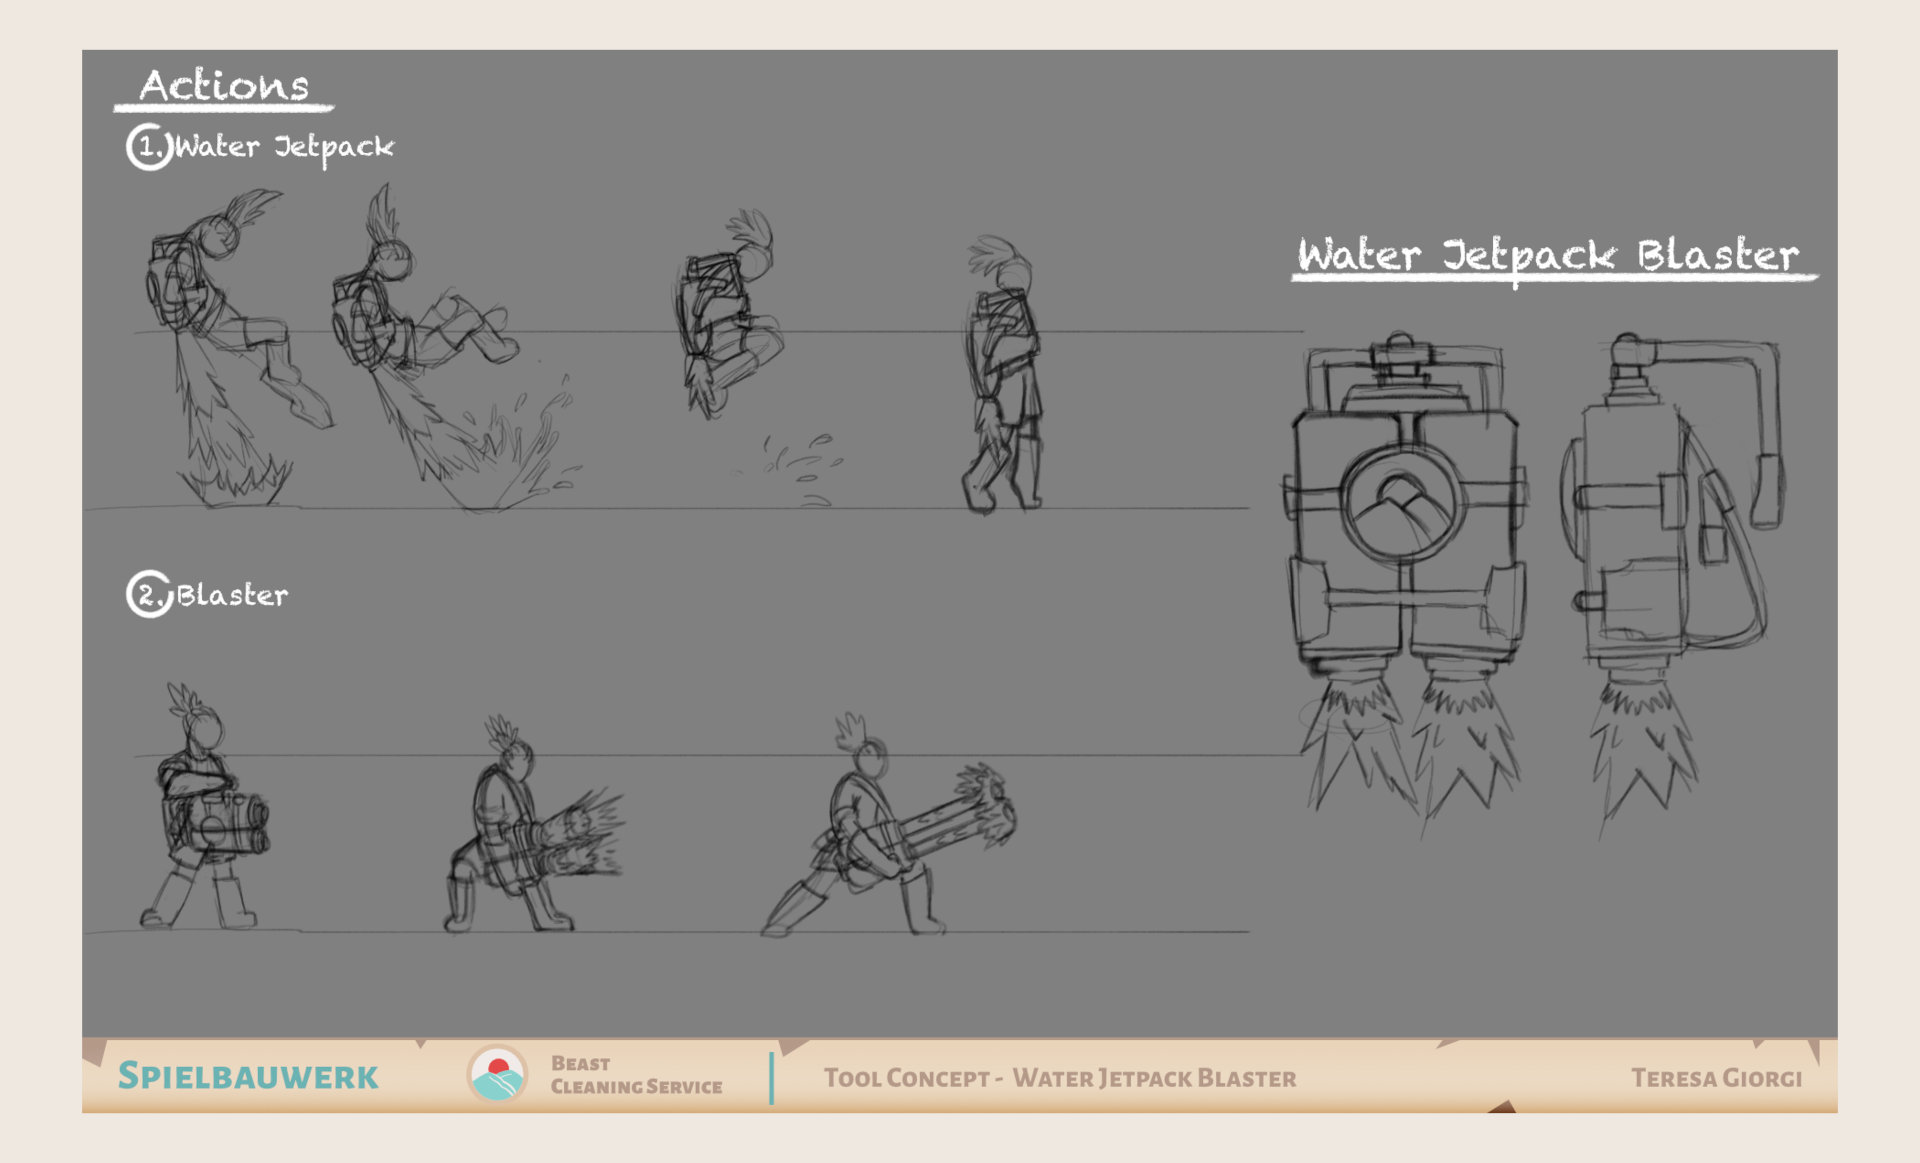 Actions
1. Water Jetpack
Water Jetpack Blaster
2. Blaster
SPIELBAUWERK
BEAST
CLEANING SERVICE
TOOL CONCEPT - WATER JETPACK BLASTER
TERESA GIORGI